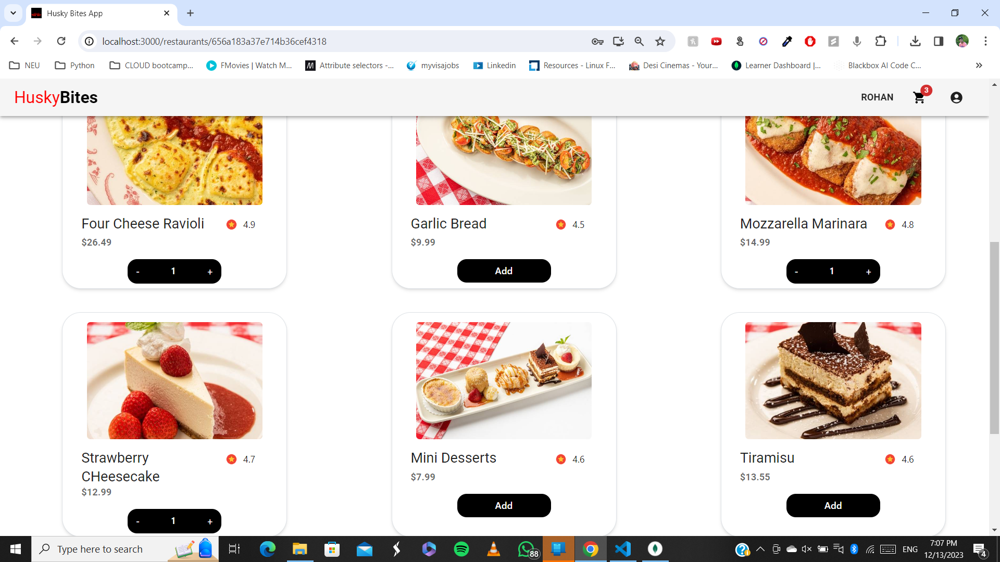 Husky Bites App
localhost:3000/restaurants/656a183a37e714b36cef4318
NEU Python CLOUD bootcamp... FMovies | Watch M... Attribute selectors -... myvisajobs Linkedin Resources - Linux F... Desi Cinemas - Your... Learner Dashboard |... Blackbox AI Code C... »
HuskyBites ROHAN 3
Four Cheese Ravioli 4.9
$26.49
- 1 +
Garlic Bread 4.5
$9.99
Add
Mozzarella Marinara 4.8
$14.99
- 1 +
Strawberry 4.7
CHeesecake
$12.99
- 1 +
Mini Desserts 4.6
$7.99
Add
Tiramisu 4.6
$13.55
Add
Type here to search
88
ENG
7:07 PM
12/13/2023
4